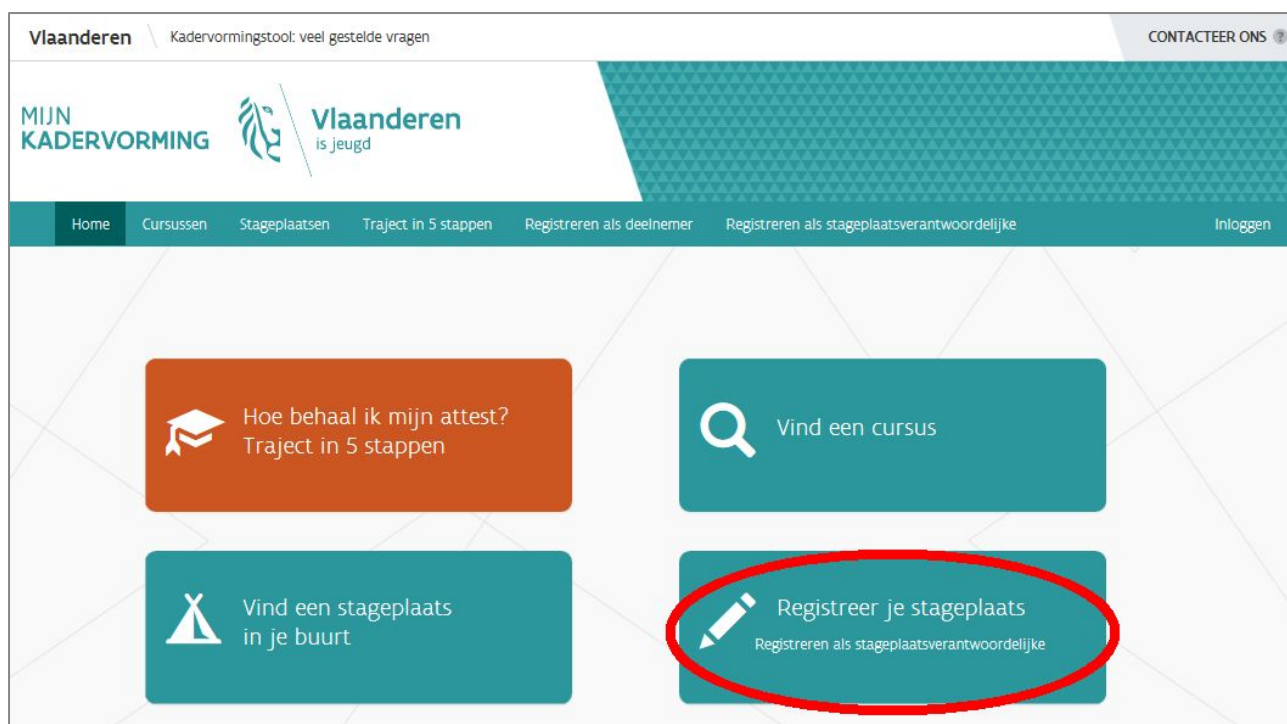 Vlaanderen Kadervormingstool: veel gestelde vragen CONTACTEER ONS ?
MIJN
KADERVORMING
Vlaanderen
is jeugd
Home Cursussen Stageplaatsen Traject in 5 stappen Registreren als deelnemer Registreren als stageplaatsverantwoordelijke Inloggen
Hoe behaal ik mijn attest?
Traject in 5 stappen
Vind een cursus
Vind een stageplaats
in je buurt
Registreer je stageplaats
Registreren als stageplaatsverantwoordelijke